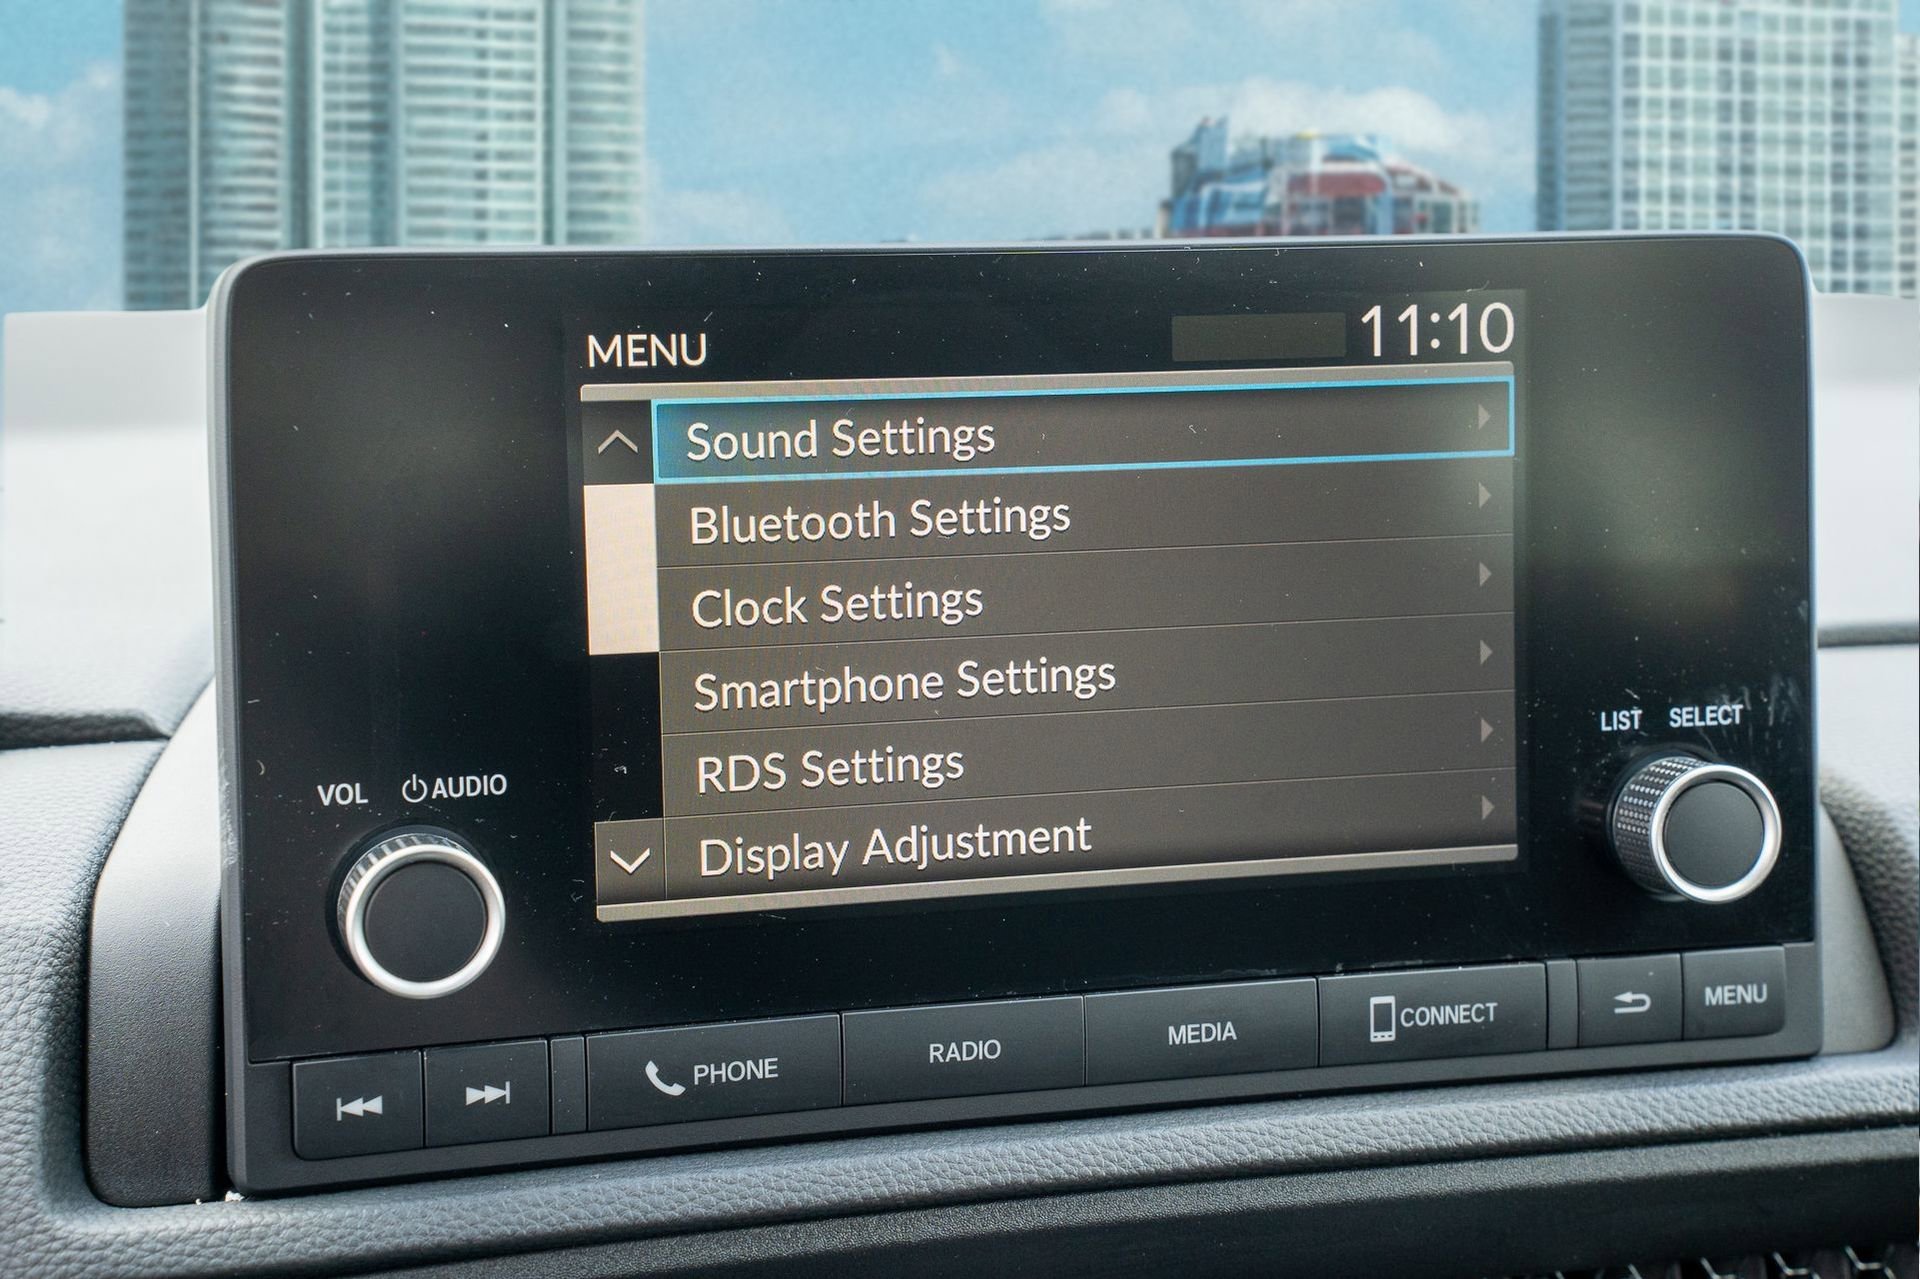 MENU
11:10
Sound Settings
Bluetooth Settings
Clock Settings
Smartphone Settings
RDS Settings
Display Adjustment
LIST SELECT
VOL AUDIO
PHONE
RADIO
MEDIA
CONNECT
MENU